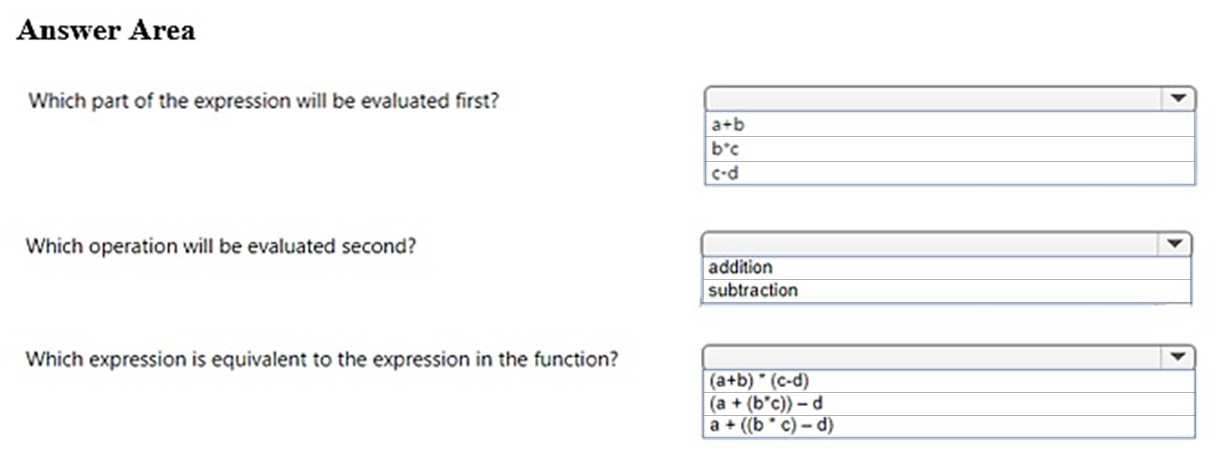 Answer Area
Which part of the expression will be evaluated first?
a+b
b*c
c-d
Which operation will be evaluated second?
addition
subtraction
Which expression is equivalent to the expression in the function?
(a+b) * (c-d)
(a + (b*c)) – d
a + ((b * c) – d)